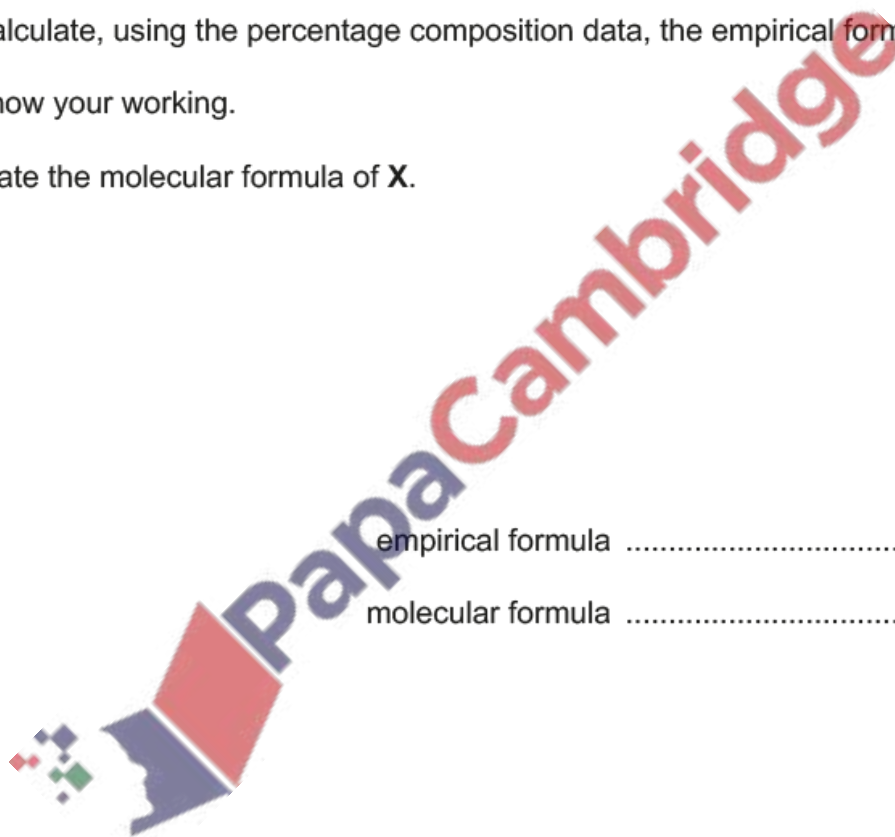 alculate, using the percentage composition data, the empirical form
now your working.
ate the molecular formula of X.
PapaCambridge
empirical formula ................................
molecular formula ................................